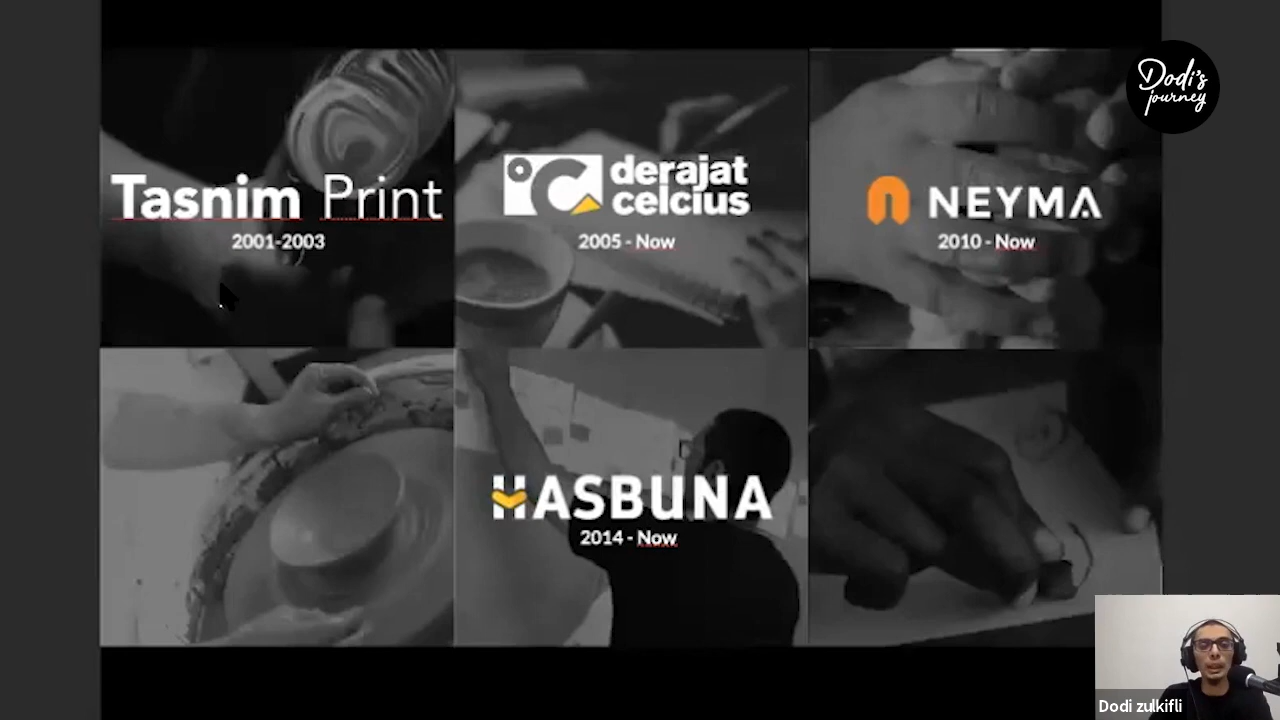 Dodi's
journey
Tasnim Print
2001-2003
°C derajat
celcius
2005 - Now
NEYMA
2010 - Now
HASBUNA
2014 - Now
Dodi zulkifli